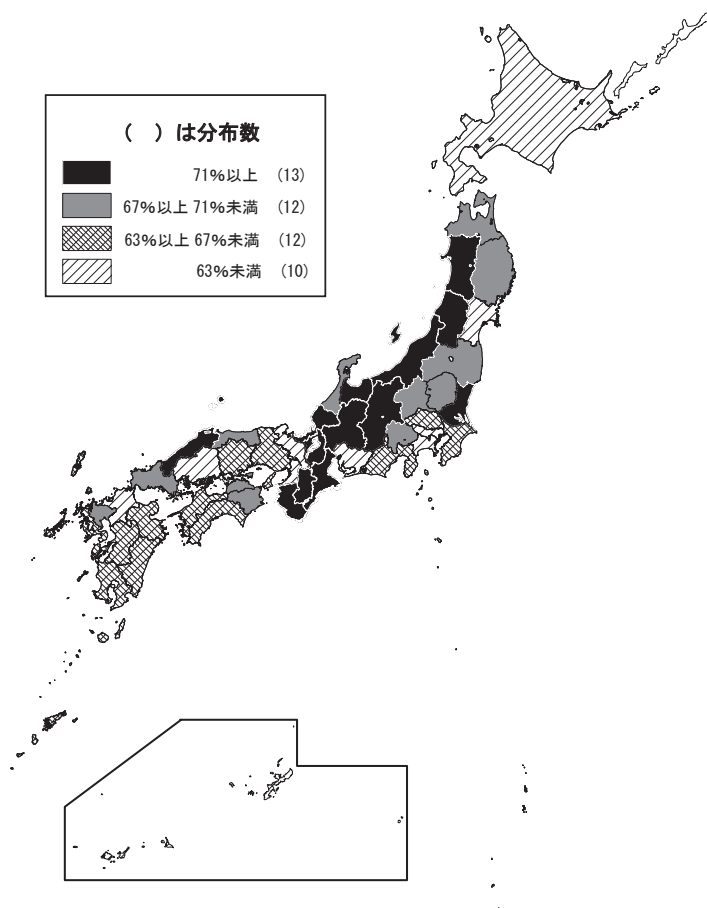 （　）は分布数
71％以上　(13)
67％以上 71％未満　(12)
63％以上 67％未満　(12)
63％未満　(10)